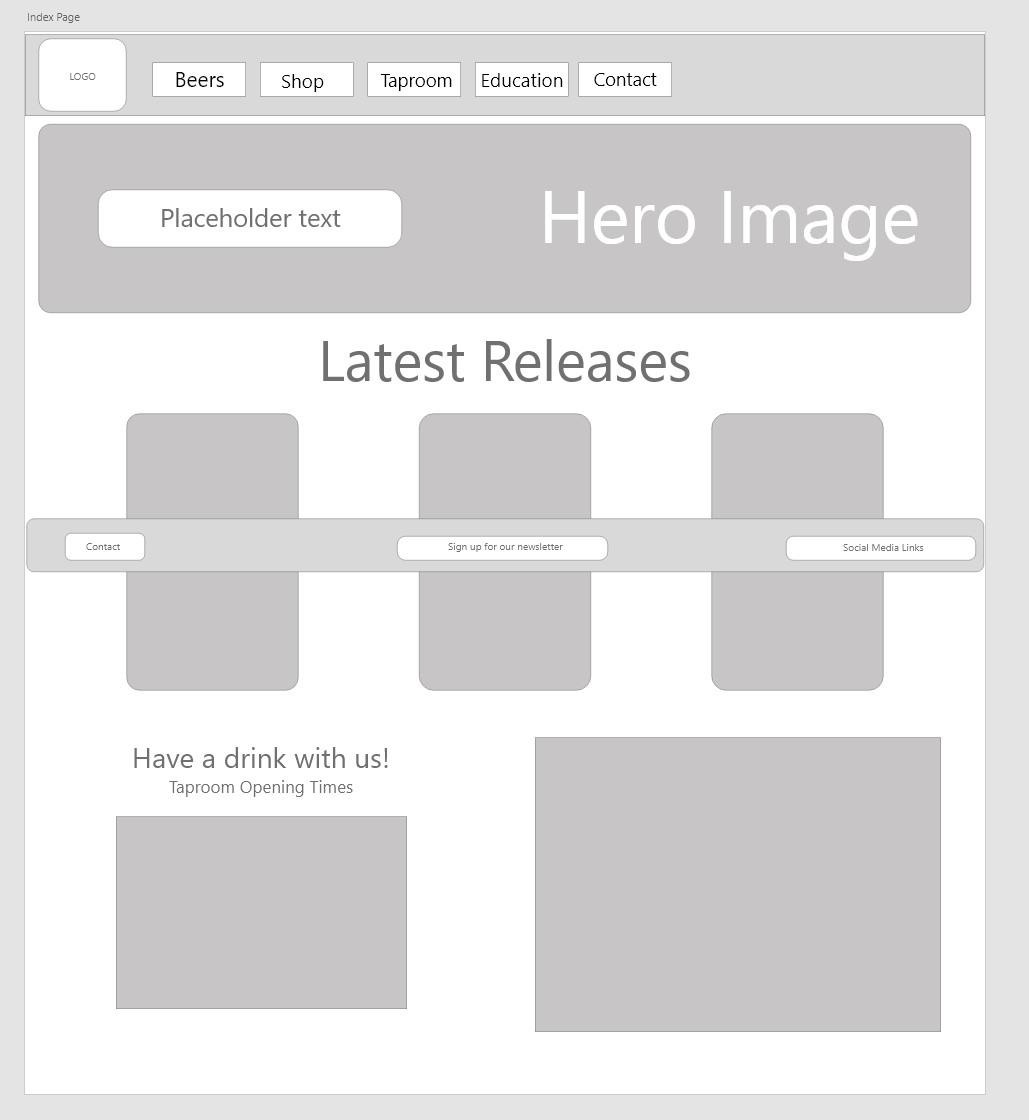 Index Page
LOGO
Beers
Shop
Taproom
Education
Contact
Placeholder text
Hero Image
Latest Releases
Contact
Sign up for our newsletter
Social Media Links
Have a drink with us!
Taproom Opening Times